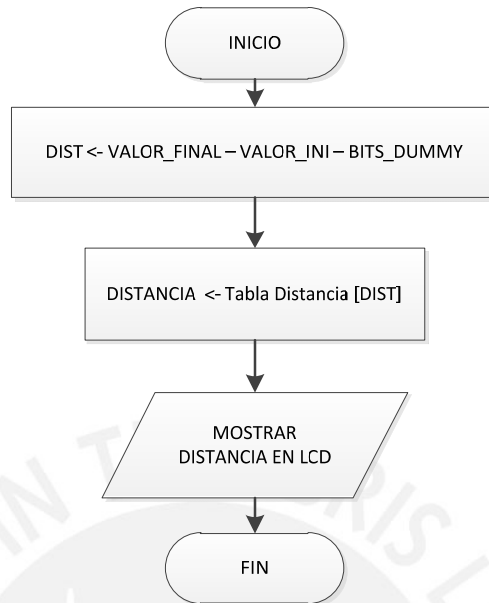 INICIO
DIST <- VALOR_FINAL – VALOR_INI – BITS_DUMMY
DISTANCIA <- Tabla Distancia [DIST]
MOSTRAR
DISTANCIA EN LCD
FIN